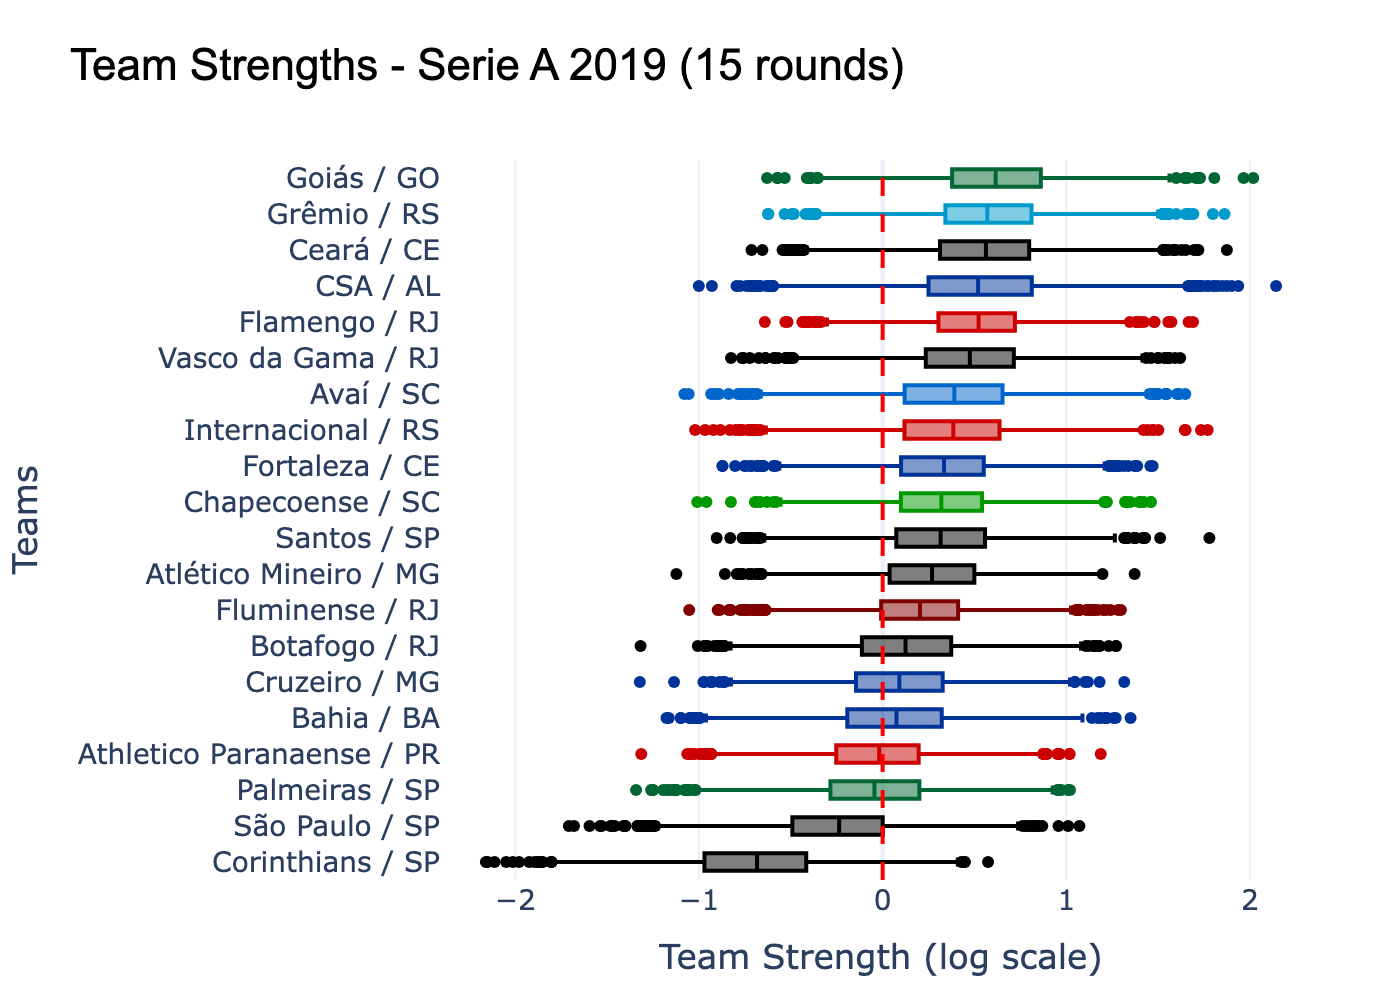 Team Strengths - Serie A 2019 (15 rounds)
Goiás / GO
Grêmio / RS
Ceará / CE
CSA / AL
Flamengo / RJ
Vasco da Gama / RJ
Avaí / SC
Internacional / RS
Fortaleza / CE
Chapecoense / SC
Santos / SP
Atlético Mineiro / MG
Fluminense / RJ
Botafogo / RJ
Cruzeiro / MG
Bahia / BA
Athletico Paranaense / PR
Palmeiras / SP
São Paulo / SP
Corinthians / SP
Teams
−2 −1 0 1 2
Team Strength (log scale)